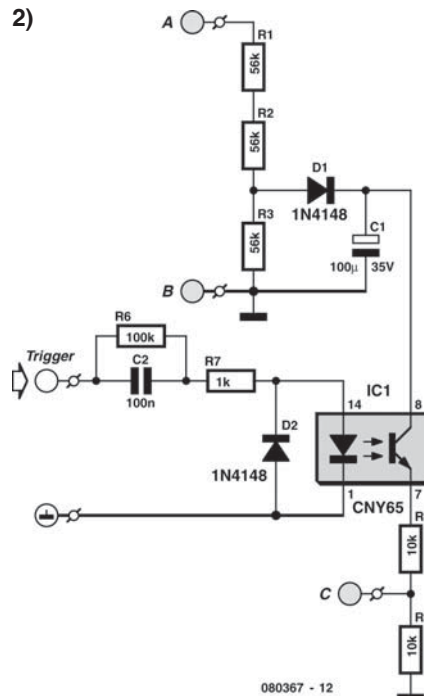 2)
A
R1
56k
R2
56k
D1
1N4148
R3
56k
C1
100µ 35V
B
R6
100k
Trigger
C2
100n
R7
1k
IC1
14 8
D2
1N4148
1 7
CNY65
R
10k
C
R
10k
080367 - 12